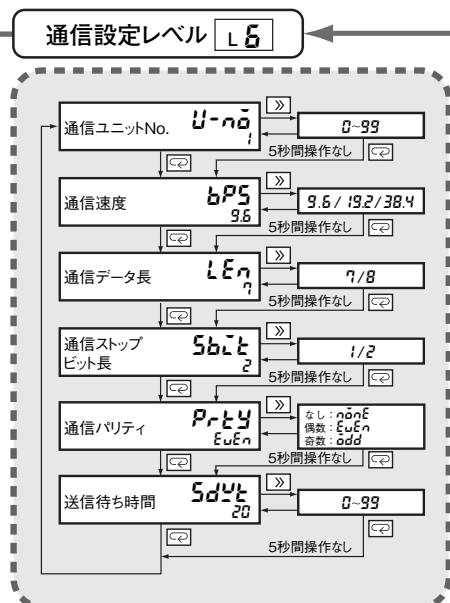 通信設定レベル L 6
通信ユニットNo. U-no
1
0~99
5秒間操作なし
通信速度 bPS
9.6
9.6 / 19.2/38.4
5秒間操作なし
通信データ長 LEn
7
7/8
5秒間操作なし
通信ストップ
ビット長 Sbit
2
1/2
5秒間操作なし
通信パリティ PrtY
EuEn
なし:nonE
偶数:EuEn
奇数:odd
5秒間操作なし
送信待ち時間 SdYt
20
0~99
5秒間操作なし